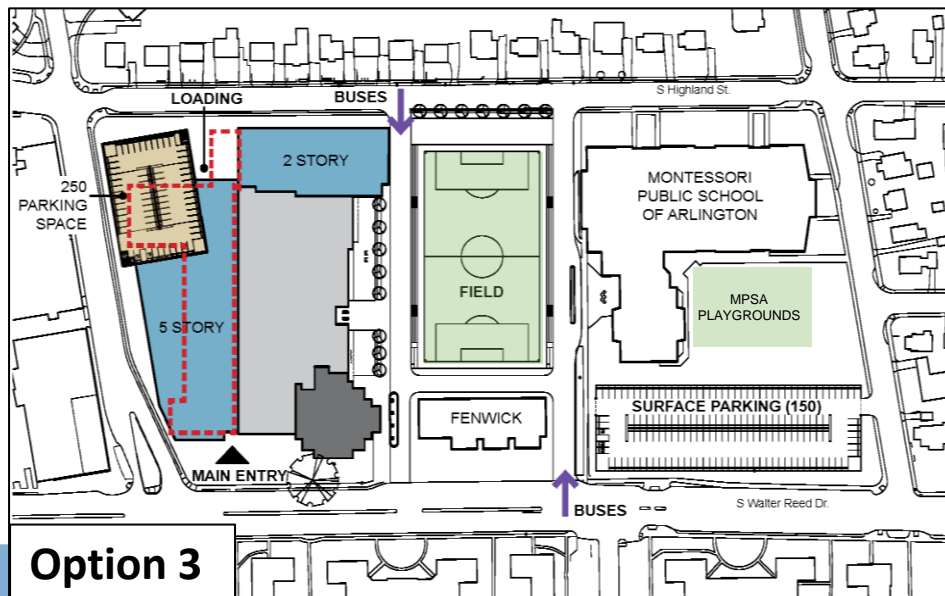 S Highland St.
LOADING
BUSES
2 STORY
250
PARKING
SPACE
MONTESSORI
PUBLIC SCHOOL
OF ARLINGTON
FIELD
MPSA
PLAYGROUNDS
5 STORY
SURFACE PARKING (150)
FENWICK
MAIN ENTRY
BUSES
S Walter Reed Dr.
Option 3